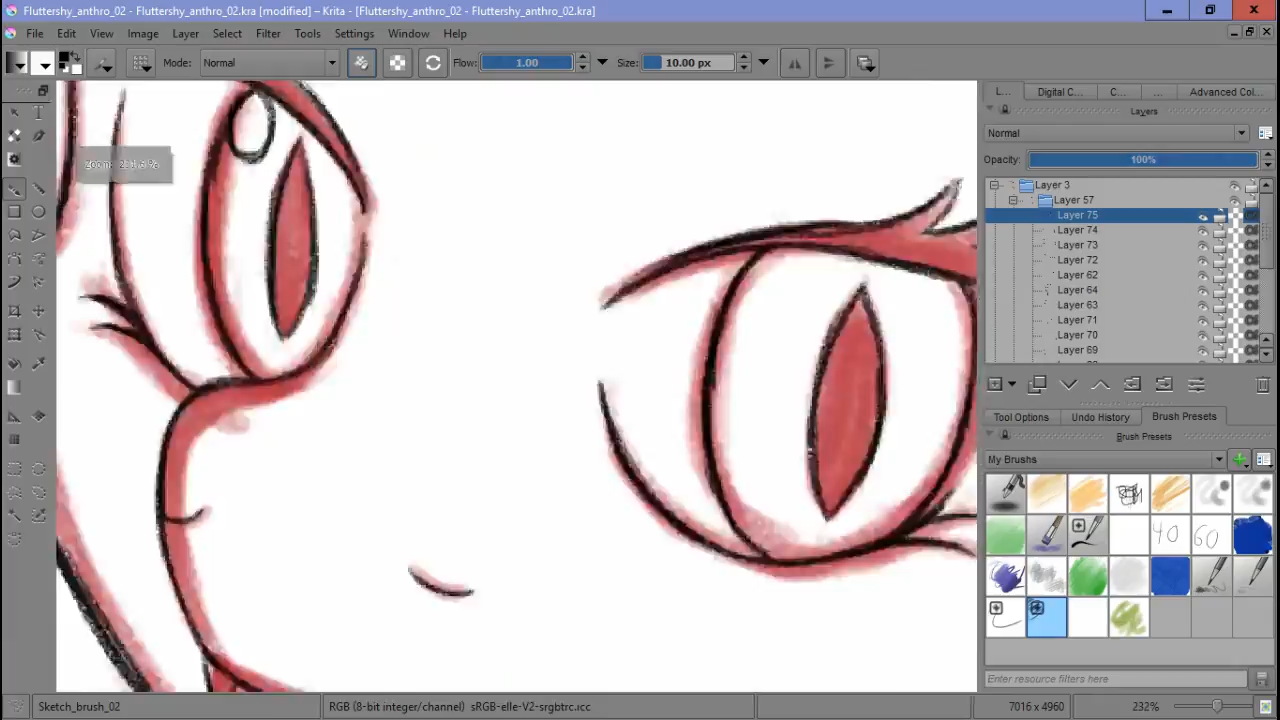 Fluttershy_anthro_02 - Fluttershy_anthro_02.kra [modified] – Krita - [Fluttershy_anthro_02 - Fluttershy_anthro_02.kra]
File Edit View Image Layer Select Filter Tools Settings Window Help
Mode: Normal Flow: 1.00 Size: 10.00 px
L... Digital C... C... ... Advanced Col...
Layers
Normal
Opacity: 100%
Layer 3
Layer 57
Layer 75
Layer 74
Layer 73
Layer 72
Layer 62
Layer 64
Layer 63
Layer 71
Layer 70
Layer 69
Tool Options Undo History Brush Presets
Brush Presets
My Brushes
40 60
Enter resource filters here
Sketch_brush_02 RGB (8-bit integer/channel) sRGB-elle-V2-srgbtrc.icc 7016 x 4960 232%